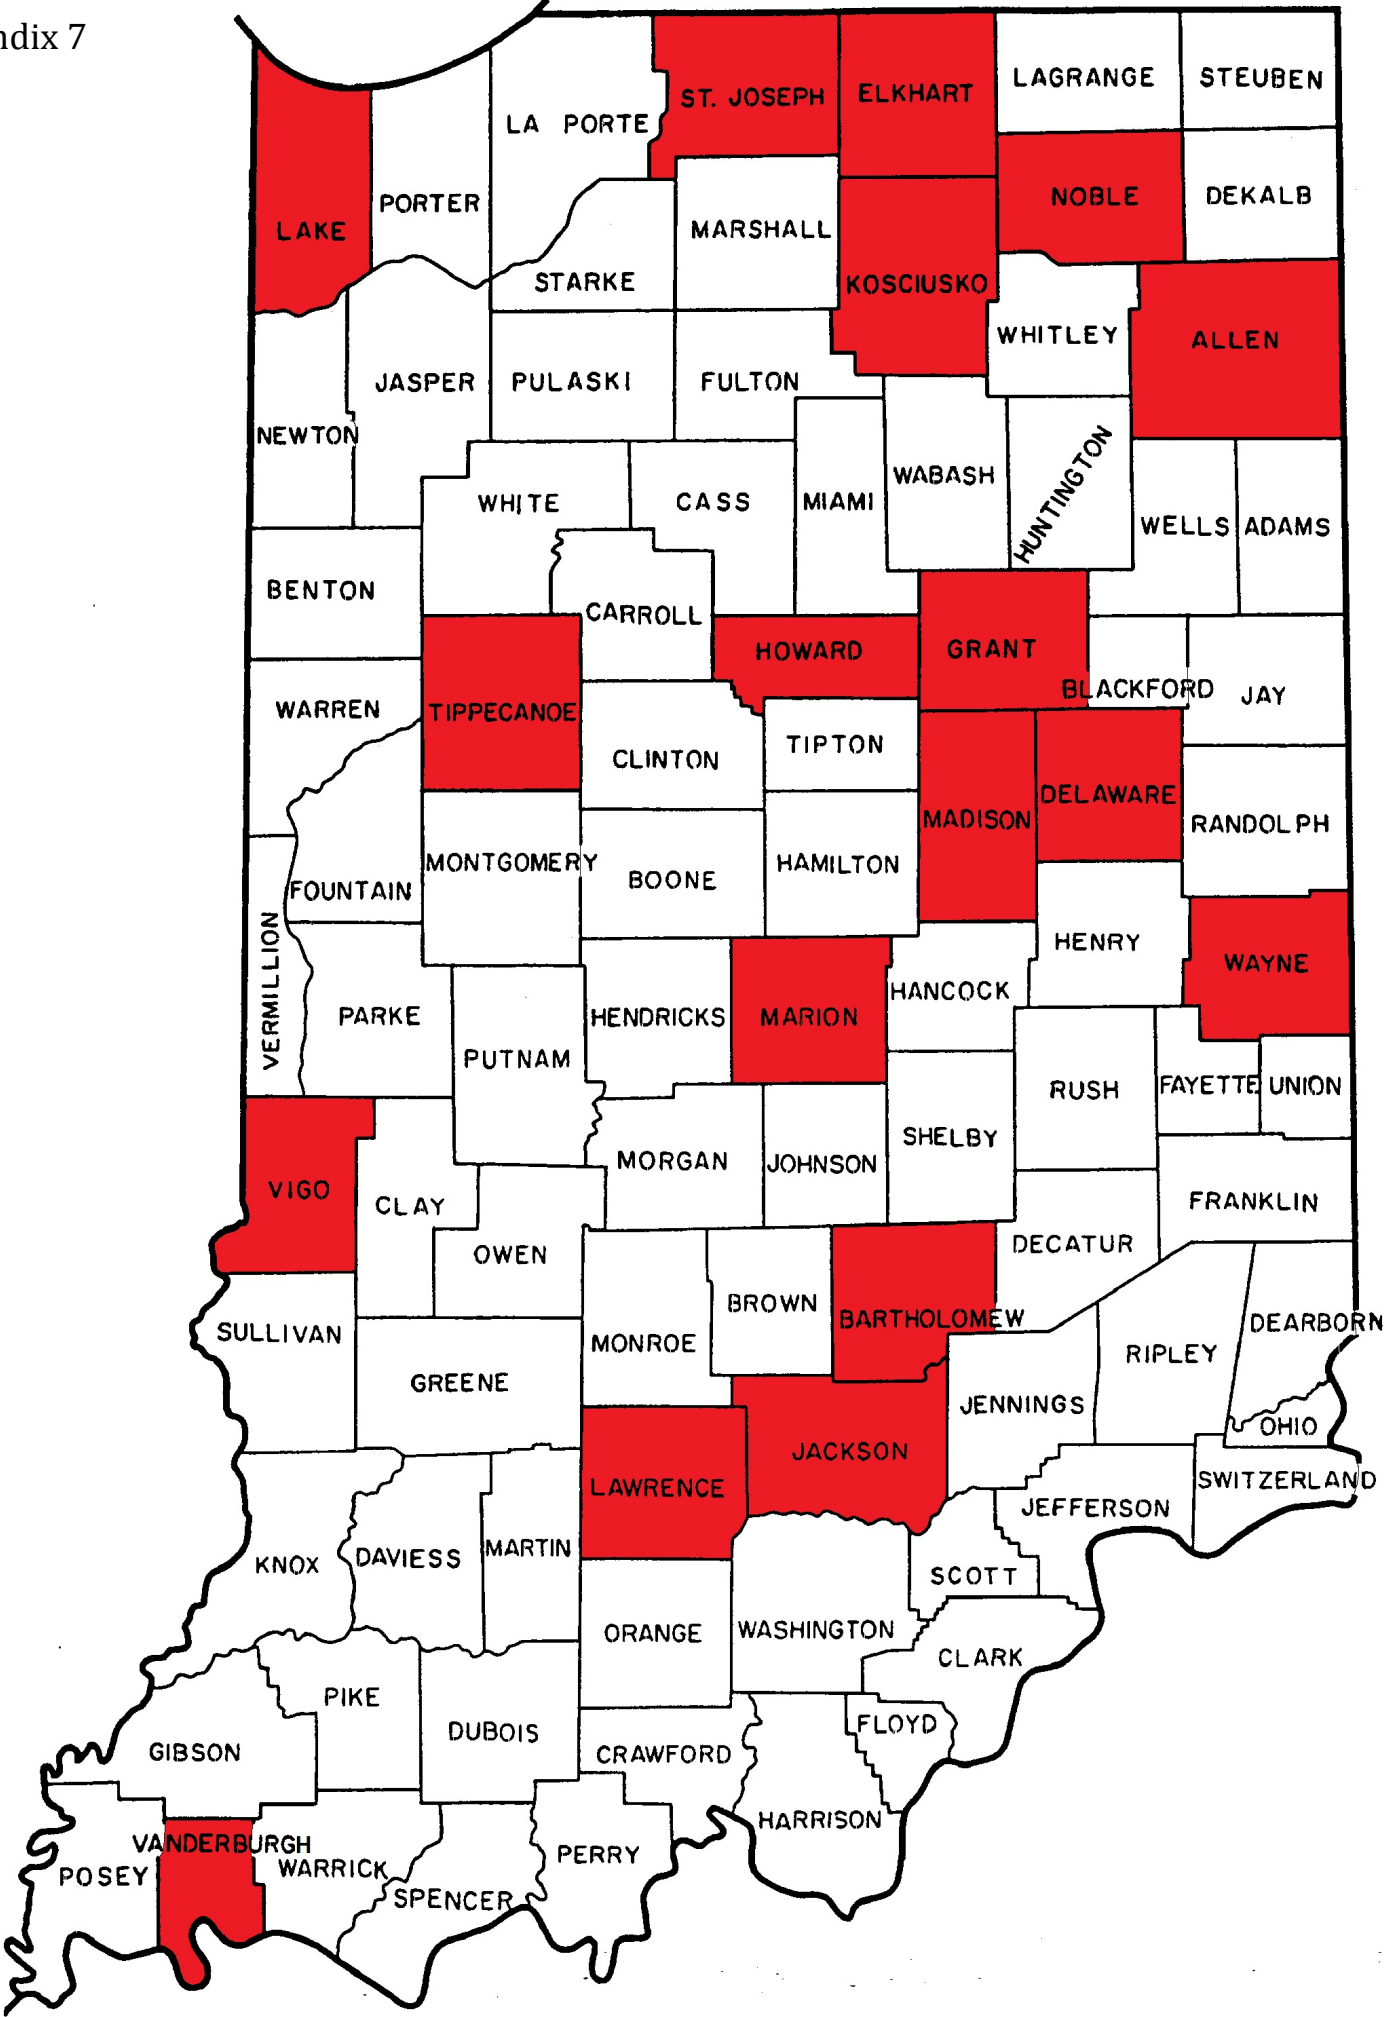 ndix 7
LAGRANGE
STEUBEN
ST. JOSEPH
ELKHART
LA PORTE
NOBLE
DEKALB
PORTER
LAKE
MARSHALL
STARKE
KOSCIUSKO
WHITLEY
ALLEN
JASPER
PULASKI
FULTON
NEWTON
HUNTINGTON
WABASH
WHITE
CASS
MIAMI
WELLS
ADAMS
BENTON
CARROLL
HOWARD
GRANT
BLACKFORD
JAY
WARREN
TIPPECANOE
CLINTON
TIPTON
DELAWARE
MADISON
RANDOLPH
MONTGOMERY
BOONE
HAMILTON
FOUNTAIN
HENRY
WAYNE
VERMILLION
HANCOCK
PARKE
HENDRICKS
MARION
PUTNAM
RUSH
FAYETTE
UNION
SHELBY
MORGAN
JOHNSON
VIGO
CLAY
FRANKLIN
DECATUR
OWEN
BROWN
BARTHOLOMEW
DEARBORN
SULLIVAN
MONROE
RIPLEY
GREENE
JENNINGS
OHIO
JACKSON
LAWRENCE
SWITZERLAND
JEFFERSON
MARTIN
DAVIESS
KNOX
SCOTT
ORANGE
WASHINGTON
CLARK
PIKE
DUBOIS
FLOYD
GIBSON
CRAWFORD
HARRISON
VANDERBURGH
PERRY
WARRICK
POSEY
SPENCER